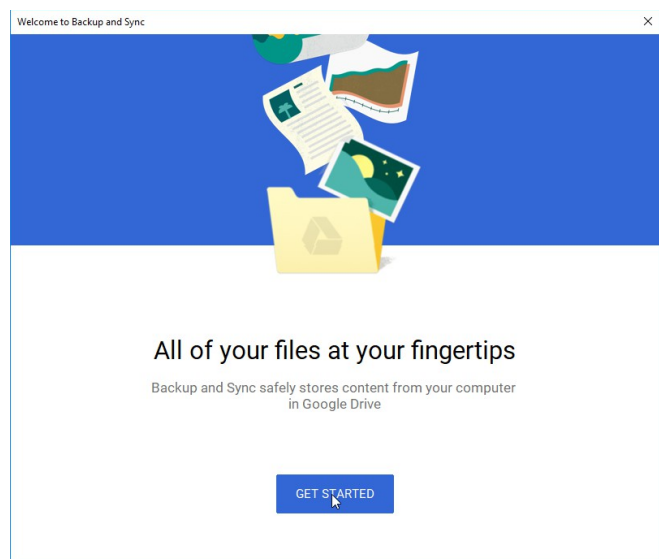 Welcome to Backup and Sync
All of your files at your fingertips
Backup and Sync safely stores content from your computer
in Google Drive
GET STARTED